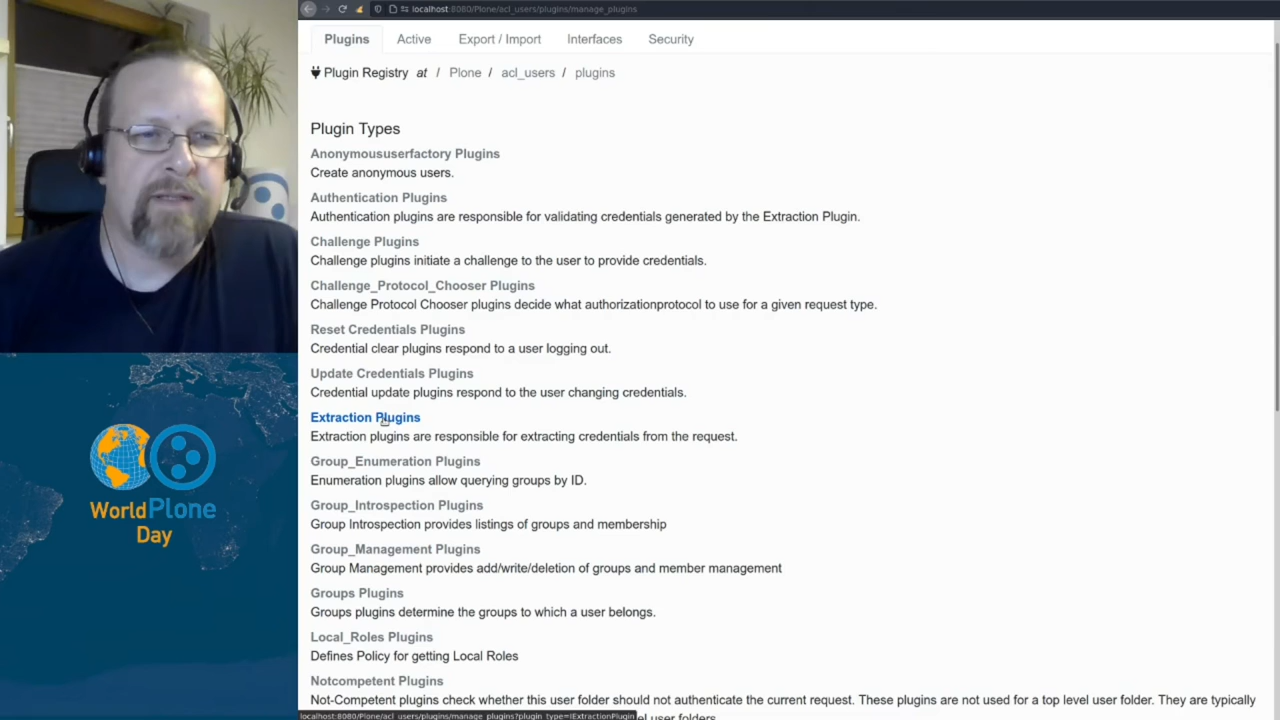 localhost:8080/Plone/acl_users/plugins/manage_plugins
Plugins Active Export / Import Interfaces Security
Plugin Registry at / Plone / acl_users / plugins
Plugin Types
Anonymoususerfactory Plugins
Create anonymous users.
Authentication Plugins
Authentication plugins are responsible for validating credentials generated by the Extraction Plugin.
Challenge Plugins
Challenge plugins initiate a challenge to the user to provide credentials.
Challenge_Protocol_Chooser Plugins
Challenge Protocol Chooser plugins decide what authorizationprotocol to use for a given request type.
Reset Credentials Plugins
Credential clear plugins respond to a user logging out.
Update Credentials Plugins
Credential update plugins respond to the user changing credentials.
Extraction Plugins
Extraction plugins are responsible for extracting credentials from the request.
Group_Enumeration Plugins
Enumeration plugins allow querying groups by ID.
Group_Introspection Plugins
Group Introspection provides listings of groups and membership
Group_Management Plugins
Group Management provides add/write/deletion of groups and member management
Groups Plugins
Groups plugins determine the groups to which a user belongs.
Local_Roles Plugins
Defines Policy for getting Local Roles
Notcompetent Plugins
Not-Competent plugins check whether this user folder should not authenticate the current request. These plugins are not used for a top level user folder. They are typically
localhost:8080/Plone/acl_users/plugins/manage_plugins?plugin_type=IExtractionPlugin
user folders.
World Plone
Day